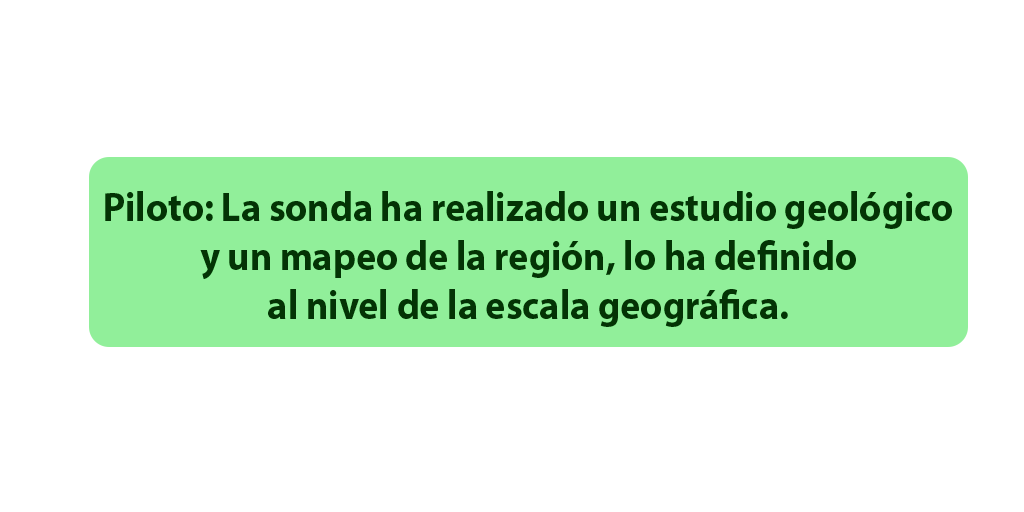 Piloto: La sonda ha realizado un estudio geológico
y un mapeo de la región, lo ha definido
al nivel de la escala geográfica.